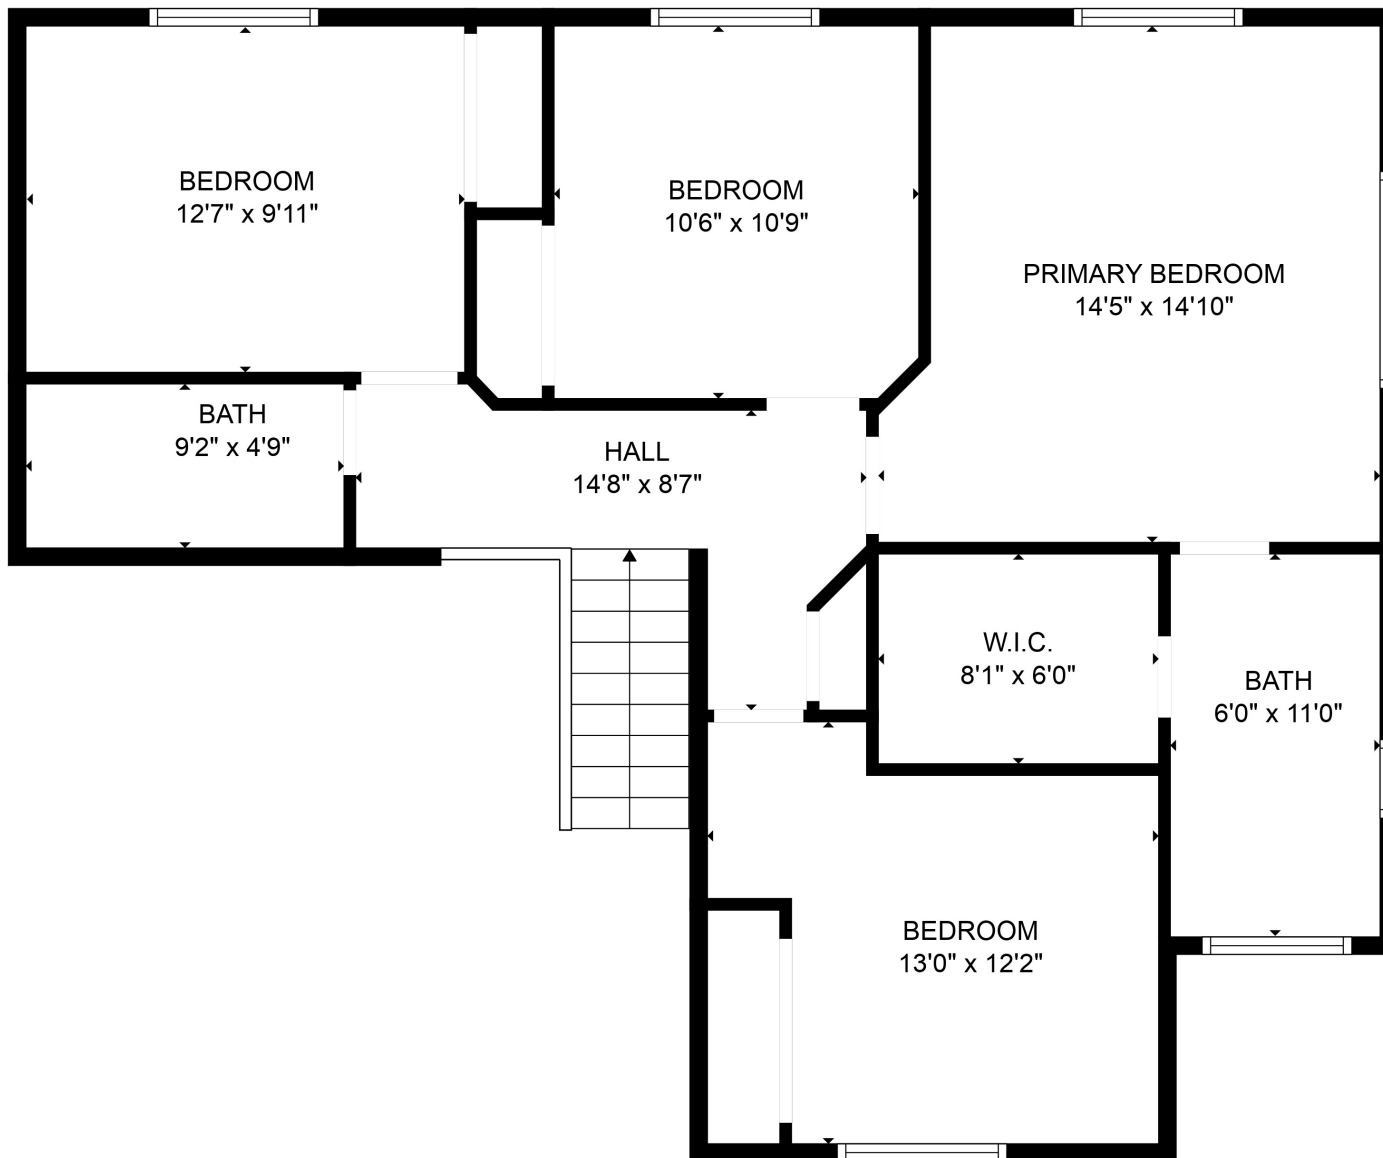 BEDROOM
12'7" x 9'11"
BEDROOM
10'6" x 10'9"
PRIMARY BEDROOM
14'5" x 14'10"
BATH
9'2" x 4'9"
HALL
14'8" x 8'7"
W.I.C.
8'1" x 6'0"
BATH
6'0" x 11'0"
BEDROOM
13'0" x 12'2"